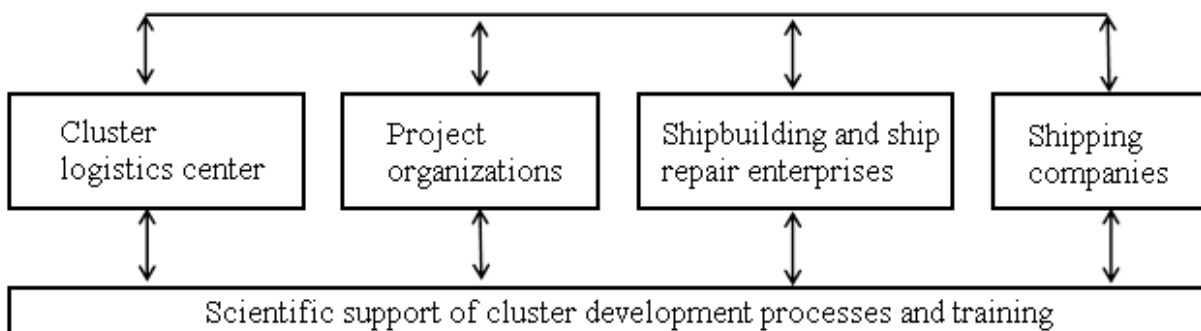 Cluster
logistics center
Project
organizations
Shipbuilding and ship
repair enterprises
Shipping
companies
Scientific support of cluster development processes and training